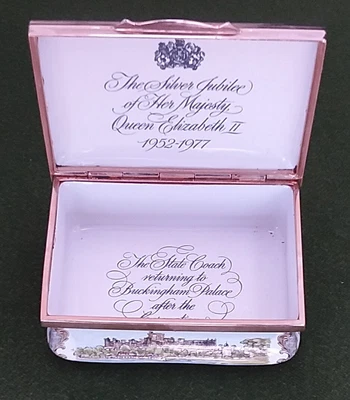 The Silver Jubilee
of Her Majesty
Queen Elizabeth II
1952-1977
The State Coach
returning to
Buckingham Palace
after the